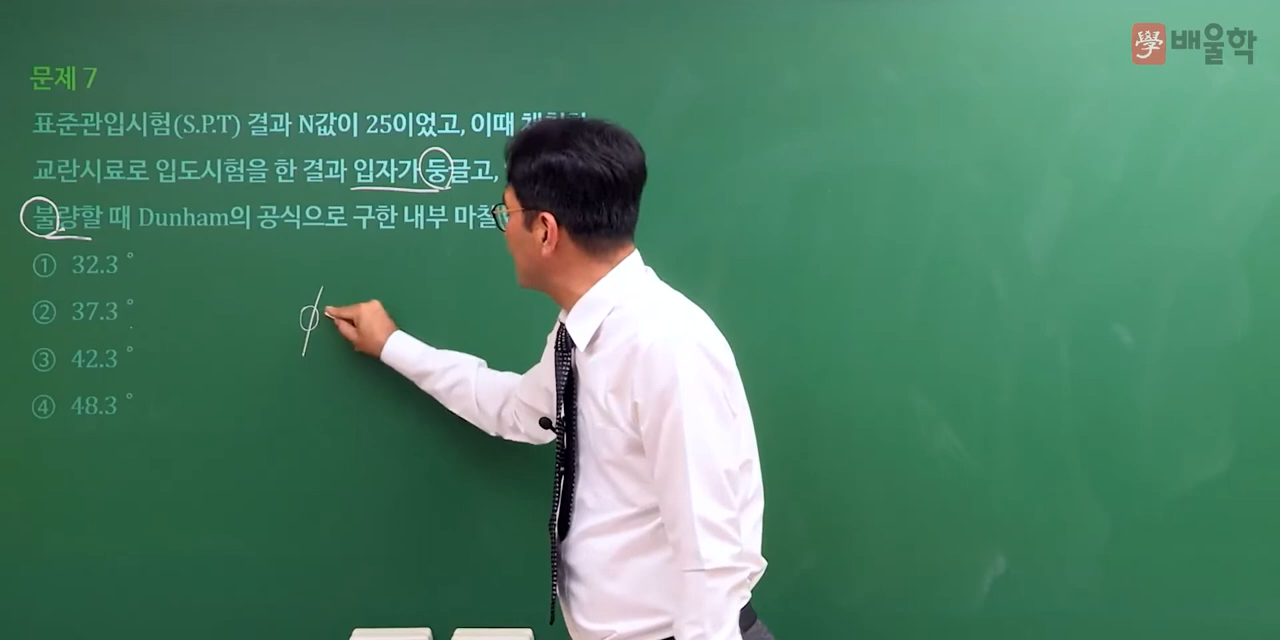 學 배울학
문제 7
표준관입시험(S.P.T) 결과 N값이 25이었고, 이때
교란시료로 입도시험을 한 결과 입자가 둥글고,
불량할 때 Dunham의 공식으로 구한 내부 마찰
① 32.3°
② 37.3°
③ 42.3°
④ 48.3°
φ